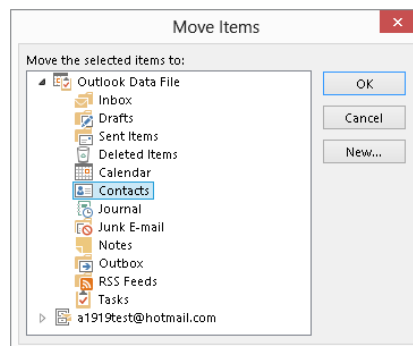 Move Items
Move the selected items to:
Outlook Data File
Inbox
Drafts
Sent Items
Deleted Items
Calendar
Contacts
Journal
Junk E-mail
Notes
Outbox
RSS Feeds
Tasks
a1919test@hotmail.com
OK
Cancel
New...